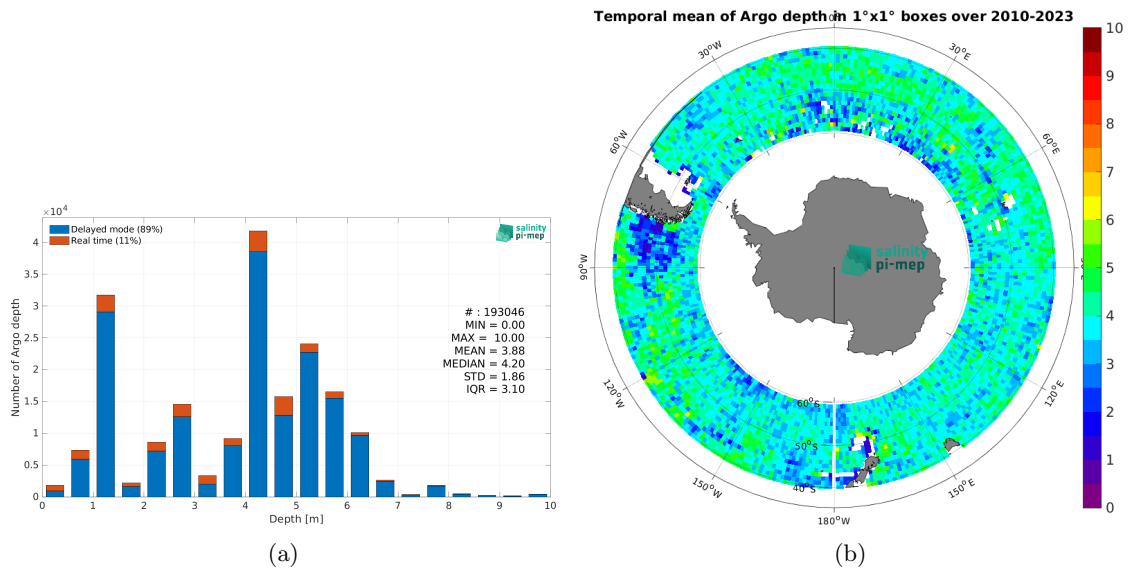 ×10⁴
Delayed mode (89%)
Real time (11%)
salinity
pi-mep
# : 193046
MIN = 0.00
MAX = 10.00
MEAN = 3.88
MEDIAN = 4.20
STD = 1.86
IQR = 3.10
Number of Argo depth
4
3.5
3
2.5
2
1.5
1
0.5
0
0 1 2 3 4 5 6 7 8 9 10
Depth [m]
(a)
Temporal mean of Argo depth in 1°x1° boxes over 2010-2023
30°W
30°E
60°W
60°E
90°W
120°W
120°E
150°W
150°E
180°W
60°S
50°S
40°S
salinity
pi-mep
10
9
8
7
6
5
4
3
2
1
0
(b)